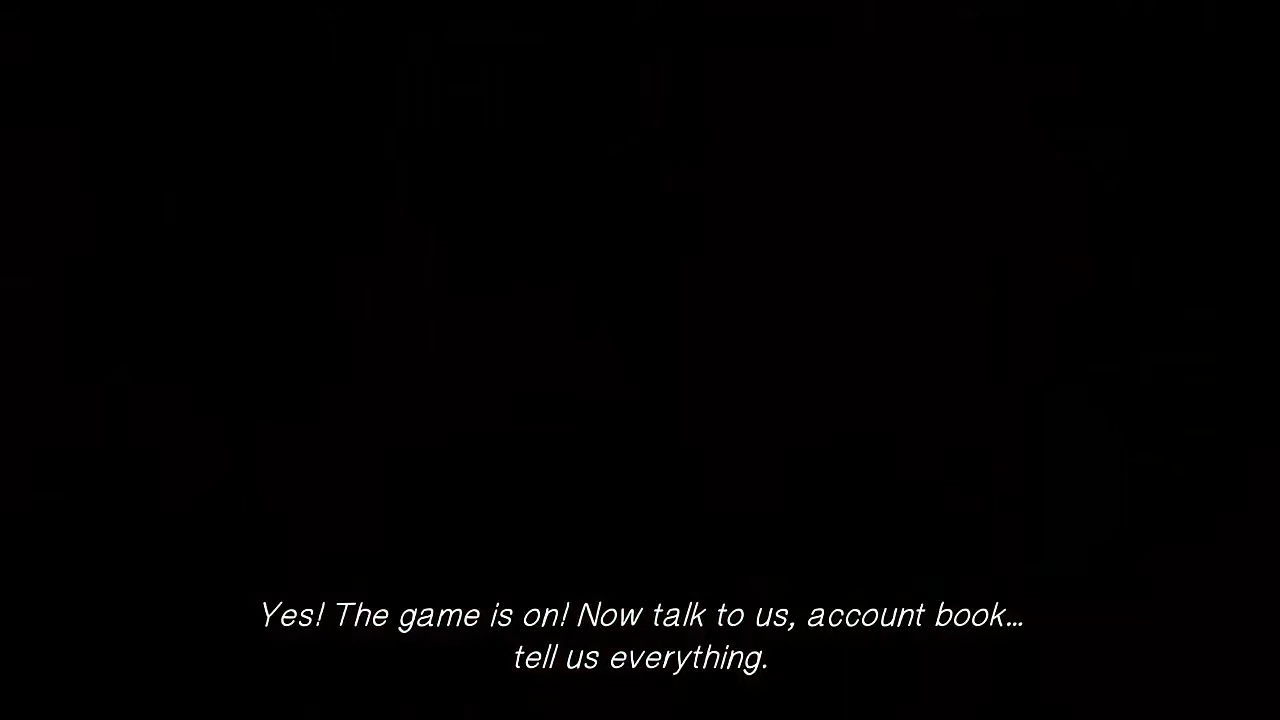 Yes! The game is on! Now talk to us, account book...
tell us everything.